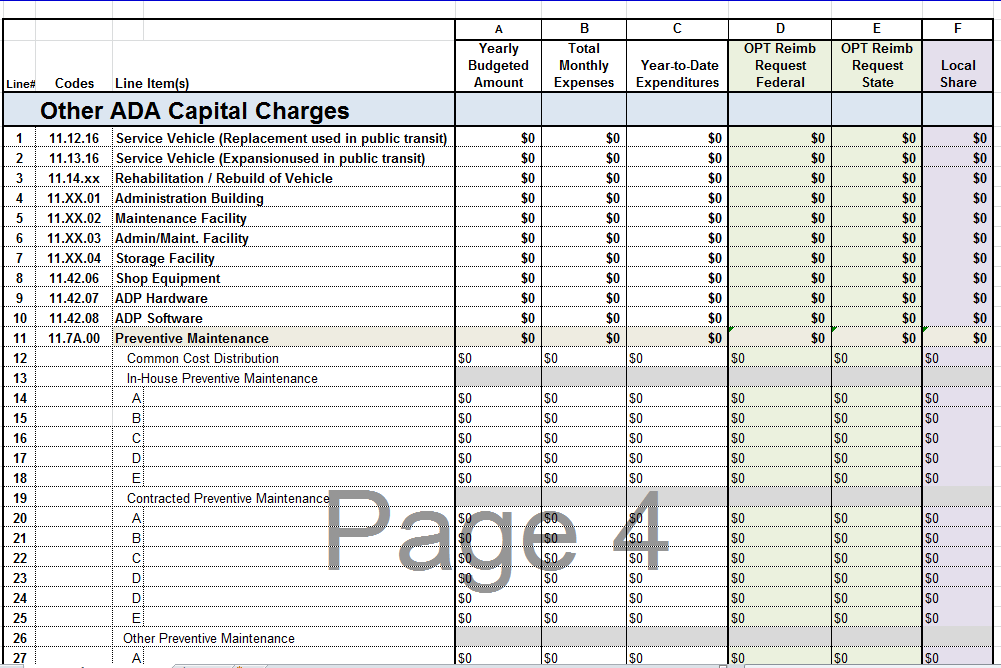 A B C D E F
Line# Codes Line Item(s) Yearly Budgeted Amount Total Monthly Expenses Year-to-Date Expenditures OPT Reimb Request Federal OPT Reimb Request State Local Share
Other ADA Capital Charges
1 11.12.16 Service Vehicle (Replacement used in public transit) $0 $0 $0 $0 $0 $0
2 11.13.16 Service Vehicle (Expansionused in public transit) $0 $0 $0 $0 $0 $0
3 11.14.xx Rehabilitation / Rebuild of Vehicle $0 $0 $0 $0 $0 $0
4 11.XX.01 Administration Building $0 $0 $0 $0 $0 $0
5 11.XX.02 Maintenance Facility $0 $0 $0 $0 $0 $0
6 11.XX.03 Admin/Maint. Facility $0 $0 $0 $0 $0 $0
7 11.XX.04 Storage Facility $0 $0 $0 $0 $0 $0
8 11.42.06 Shop Equipment $0 $0 $0 $0 $0 $0
9 11.42.07 ADP Hardware $0 $0 $0 $0 $0 $0
10 11.42.08 ADP Software $0 $0 $0 $0 $0 $0
11 11.7A.00 Preventive Maintenance $0 $0 $0 $0 $0 $0
12 Common Cost Distribution $0 $0 $0 $0 $0 $0
13 In-House Preventive Maintenance
14 A $0 $0 $0 $0 $0 $0
15 B $0 $0 $0 $0 $0 $0
16 C $0 $0 $0 $0 $0 $0
17 D $0 $0 $0 $0 $0 $0
18 E $0 $0 $0 $0 $0 $0
19 Contracted Preventive Maintenance
20 A $0 $0 $0 $0 $0 $0
21 B $0 $0 $0 $0 $0 $0
Page 4
22 C $0 $0 $0 $0 $0 $0
23 D $0 $0 $0 $0 $0 $0
24 D $0 $0 $0 $0 $0 $0
25 E $0 $0 $0 $0 $0 $0
26 Other Preventive Maintenance
27 A $0 $0 $0 $0 $0 $0